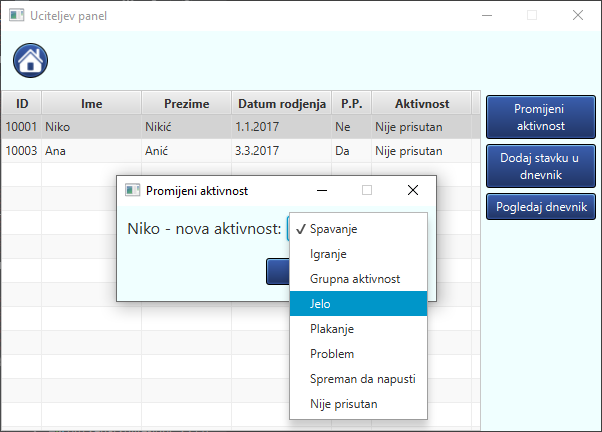 Uciteljev panel
ID Ime Prezime Datum rodjenja P.P. Aktivnost
10001 Niko Nikić 1.1.2017 Ne Nije prisutan
10003 Ana Anić 3.3.2017 Da Nije prisutan
Promijeni
aktivnost
Dodaj stavku u
dnevnik
Pogledaj dnevnik
Promijeni aktivnost
Niko - nova aktivnost:
✓ Spavanje
Igranje
Grupna aktivnost
Jelo
Plakanje
Problem
Spreman da napusti
Nije prisutan